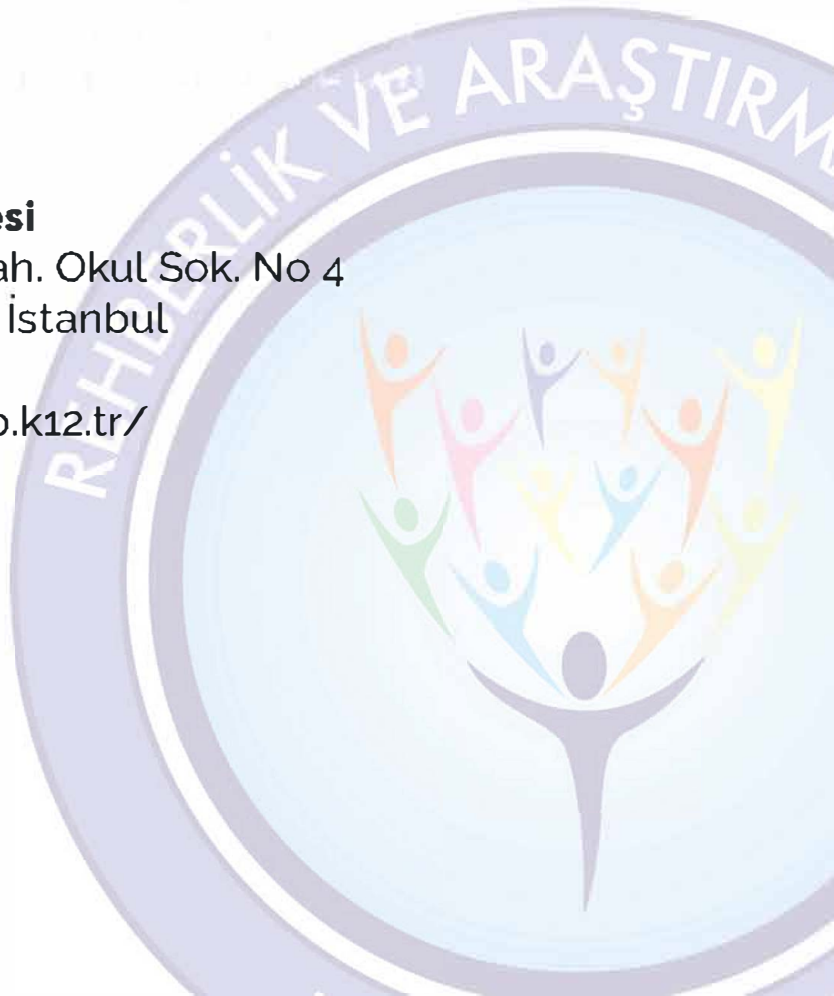 REHBERLİK VE ARAŞTIRMA
esi
ah. Okul Sok. No 4
İstanbul
o.k12.tr/